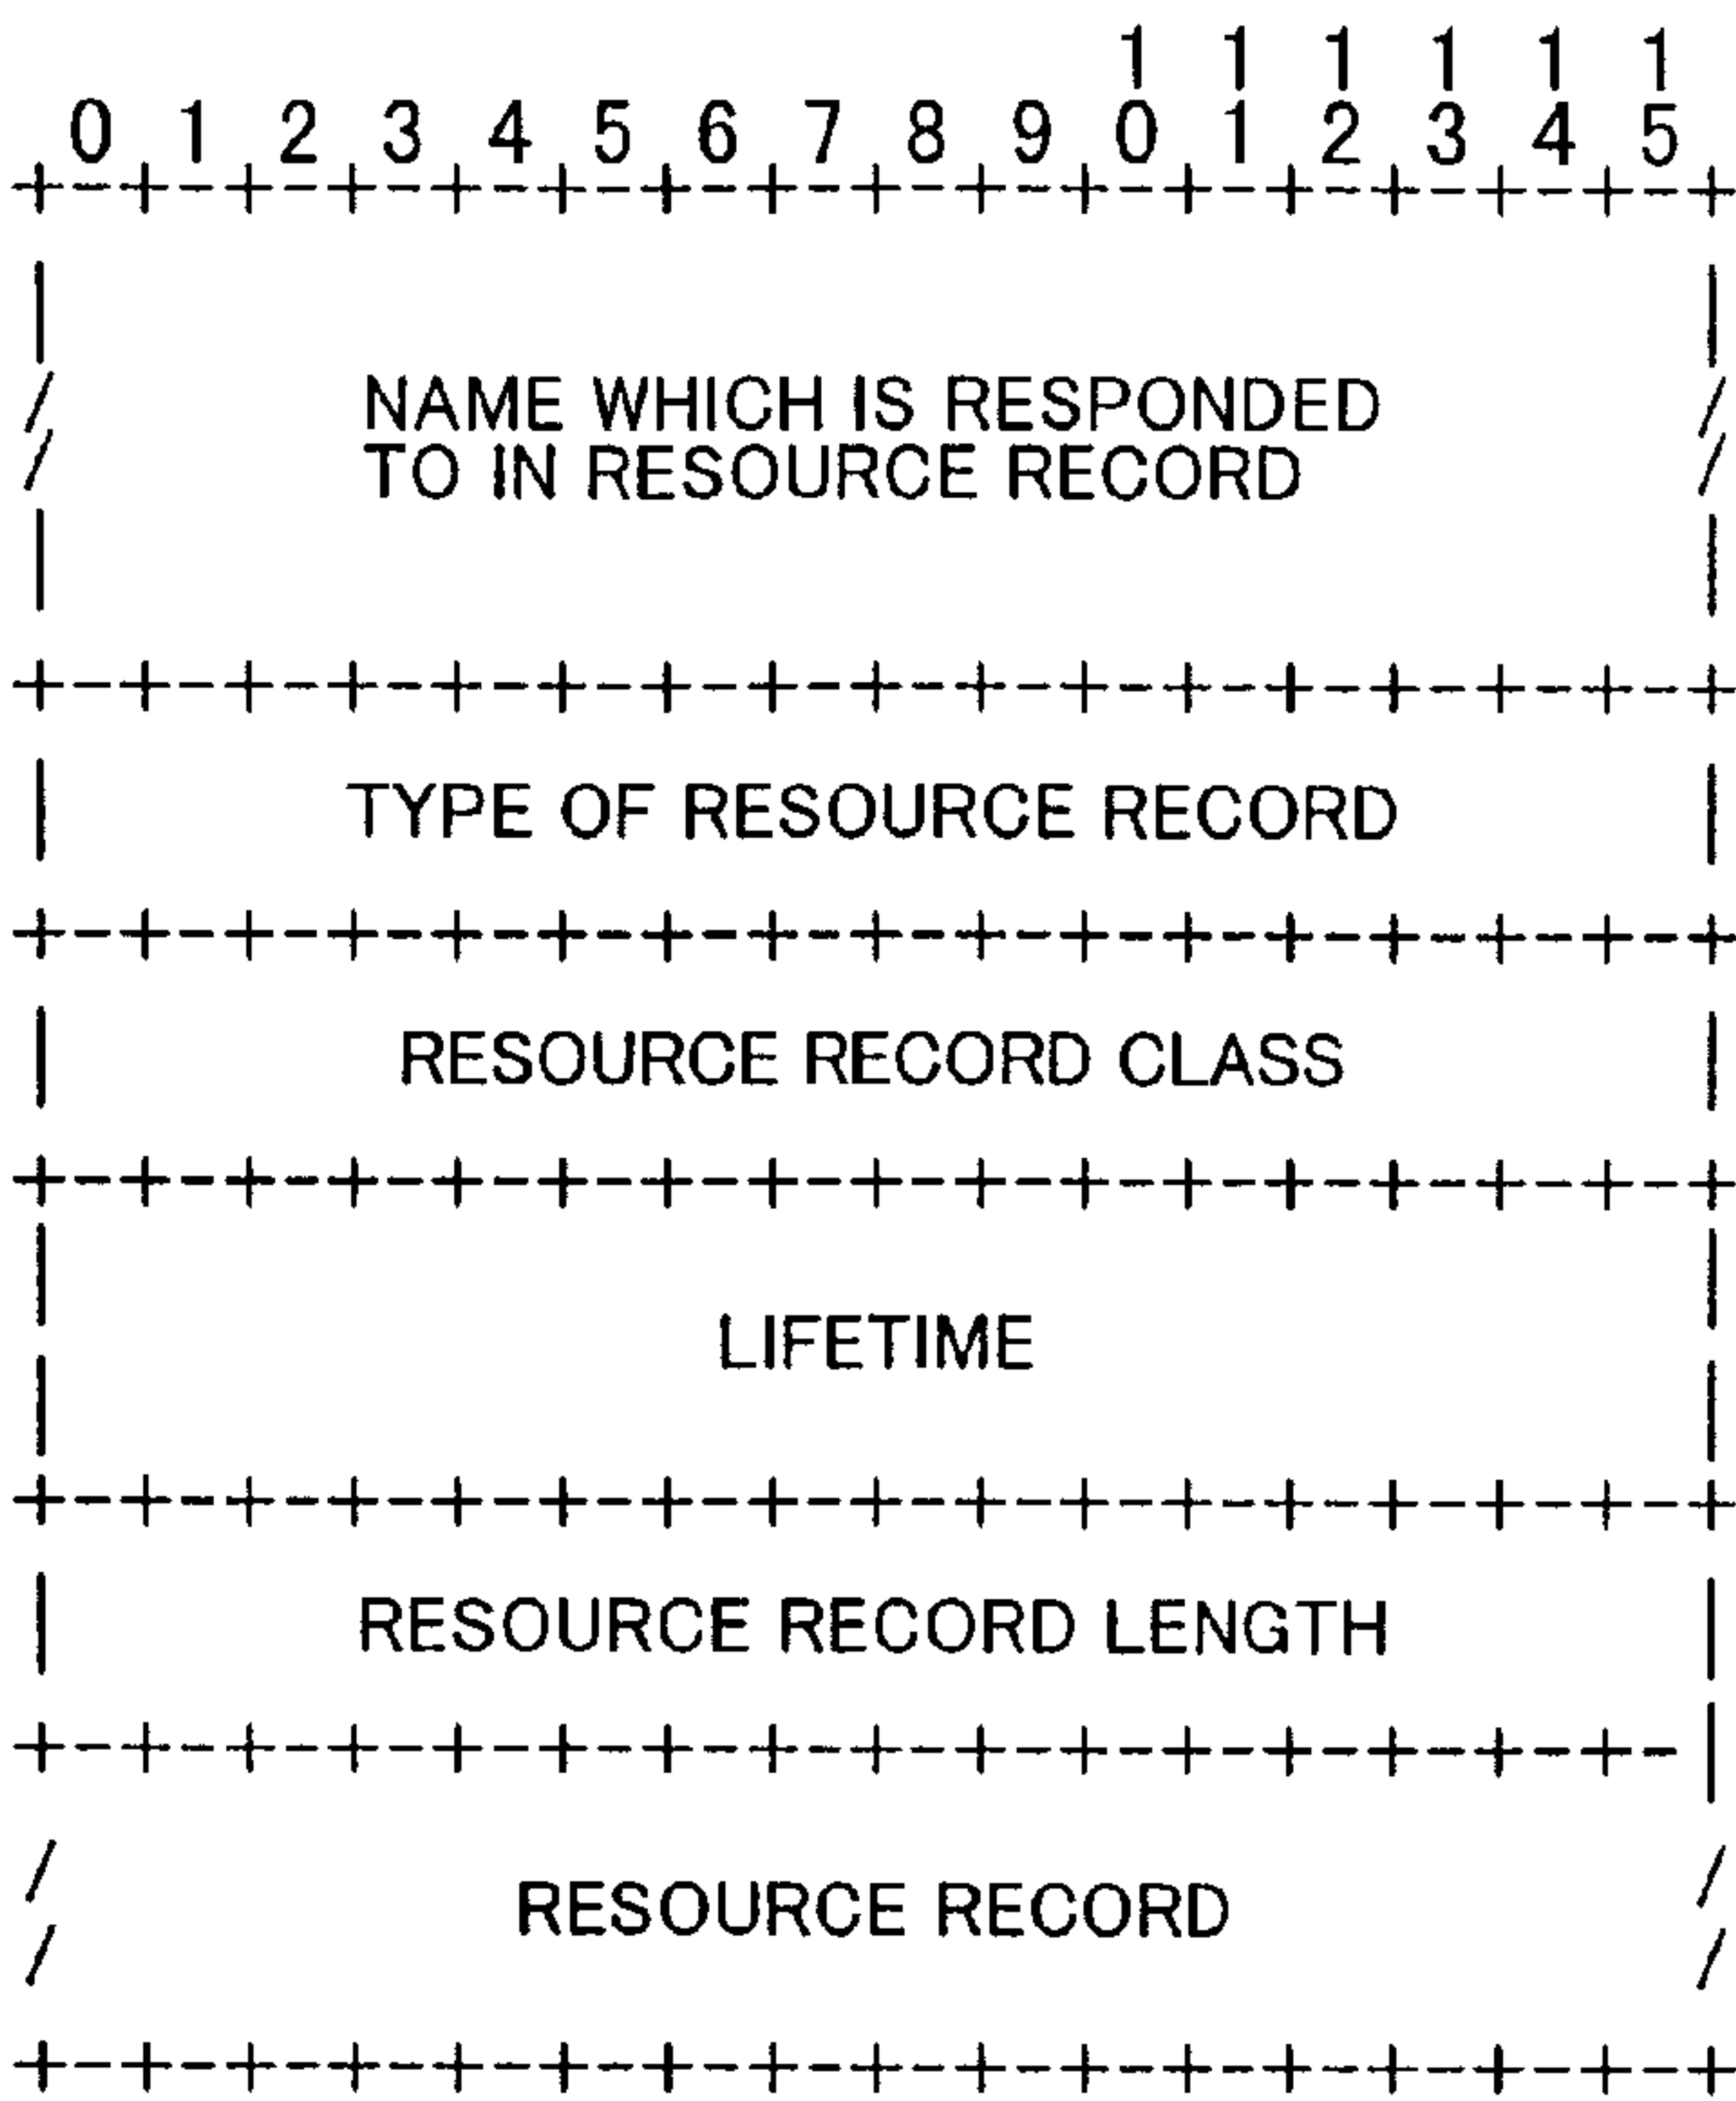 1 1 1 1 1 1
0 1 2 3 4 5 6 7 8 9 0 1 2 3 4 5
NAME WHICH IS RESPONDED
TO IN RESOURCE RECORD
TYPE OF RESOURCE RECORD
RESOURCE RECORD CLASS
LIFETIME
RESOURCE RECORD LENGTH
RESOURCE RECORD